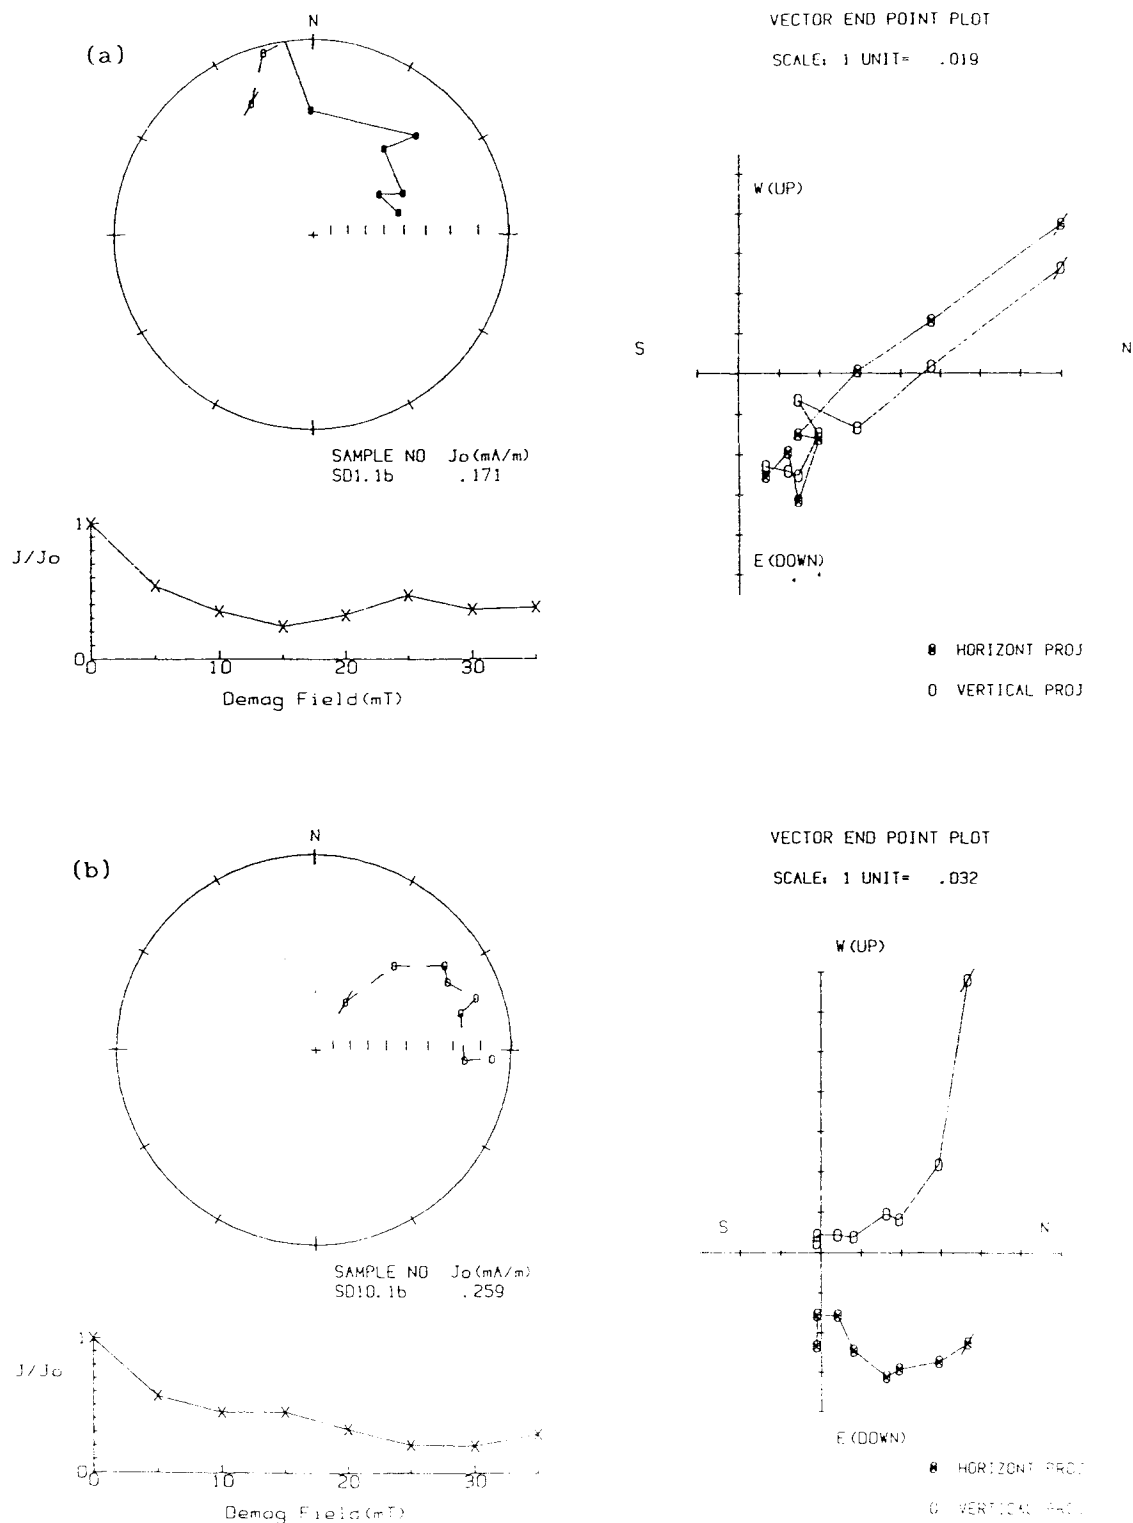 (a)
N
VECTOR END POINT PLOT
SCALE: 1 UNIT= .019
W(UP)
S N
E(DOWN)
SAMPLE NO Jo(mA/m)
SD1.1b .171
1
J/Jo
0
0 10 20 30
Demag Field(mT)
HORIZONT PROJ
O VERTICAL PROJ
(b)
N
VECTOR END POINT PLOT
SCALE: 1 UNIT= .032
W(UP)
S N
E(DOWN)
SAMPLE NO Jo(mA/m)
SD10.1b .259
1
J/Jo
0
0 10 20 30
Demag Field(mT)
HORIZONT PROJ
O VERTICAL PROJ